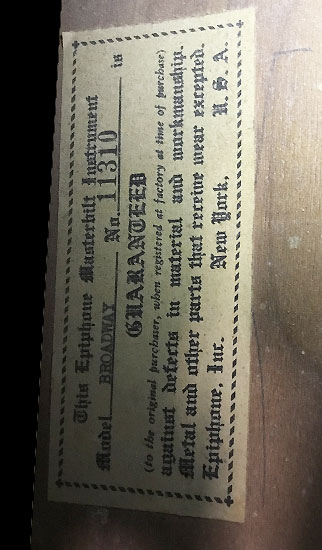 This Epiphone Masterbilt Instrument
Model BROADWAY No. 11310 is
GUARANTEED
(to the original purchaser, when registered at factory at time of purchase)
against defects in material and workmanship.
Metal and other parts that receive wear excepted.
Epiphone, Inc. New York, U. S. A.